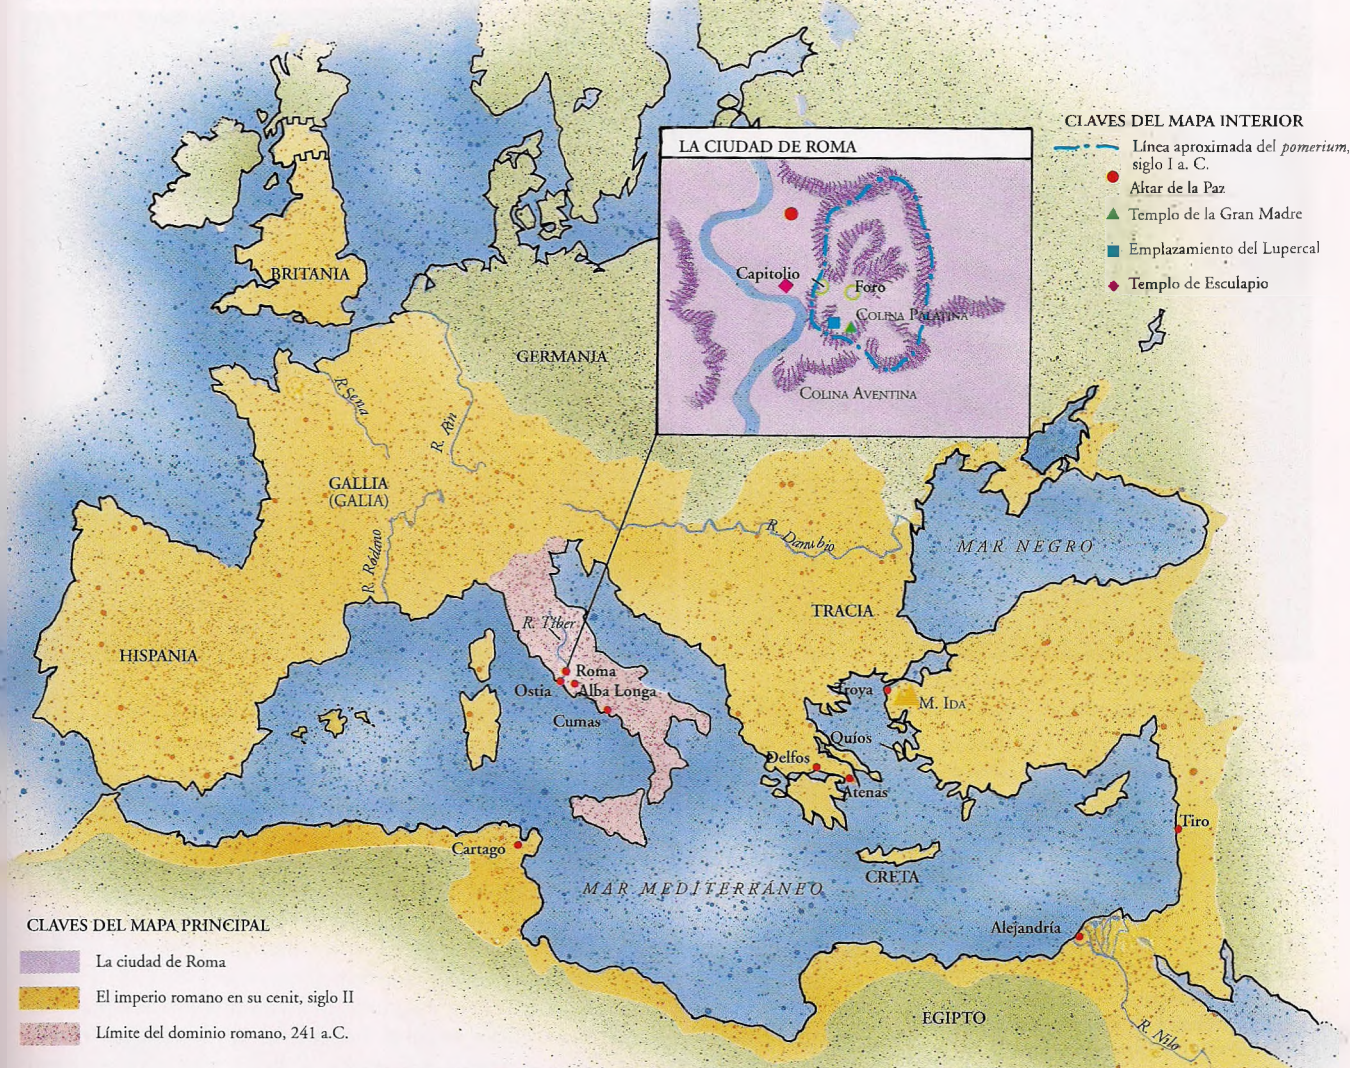 CLAVES DEL MAPA INTERIOR
Línea aproximada del pomerium,
siglo I a. C.
Altar de la Paz
Templo de la Gran Madre
Emplazamiento del Lupercal
Templo de Esculapio
LA CIUDAD DE ROMA
Capitolio
Foro
COLINA PALATINA
COLINA AVENTINA
BRITANIA
GERMANIA
R. Sena
R. Rin
GALLIA
(GALIA)
R. Ródano
R. Danubio
MAR NEGRO
TRACIA
HISPANIA
R. Tíber
Roma
Ostia
Alba Longa
Cumas
Troya
M. IDA
Quíos
Delfos
Atenas
Tiro
Cartago
CRETA
MAR MEDITERRÁNEO
Alejandría
EGIPTO
R. Nilo
CLAVES DEL MAPA PRINCIPAL
La ciudad de Roma
El imperio romano en su cenit, siglo II
Límite del dominio romano, 241 a.C.